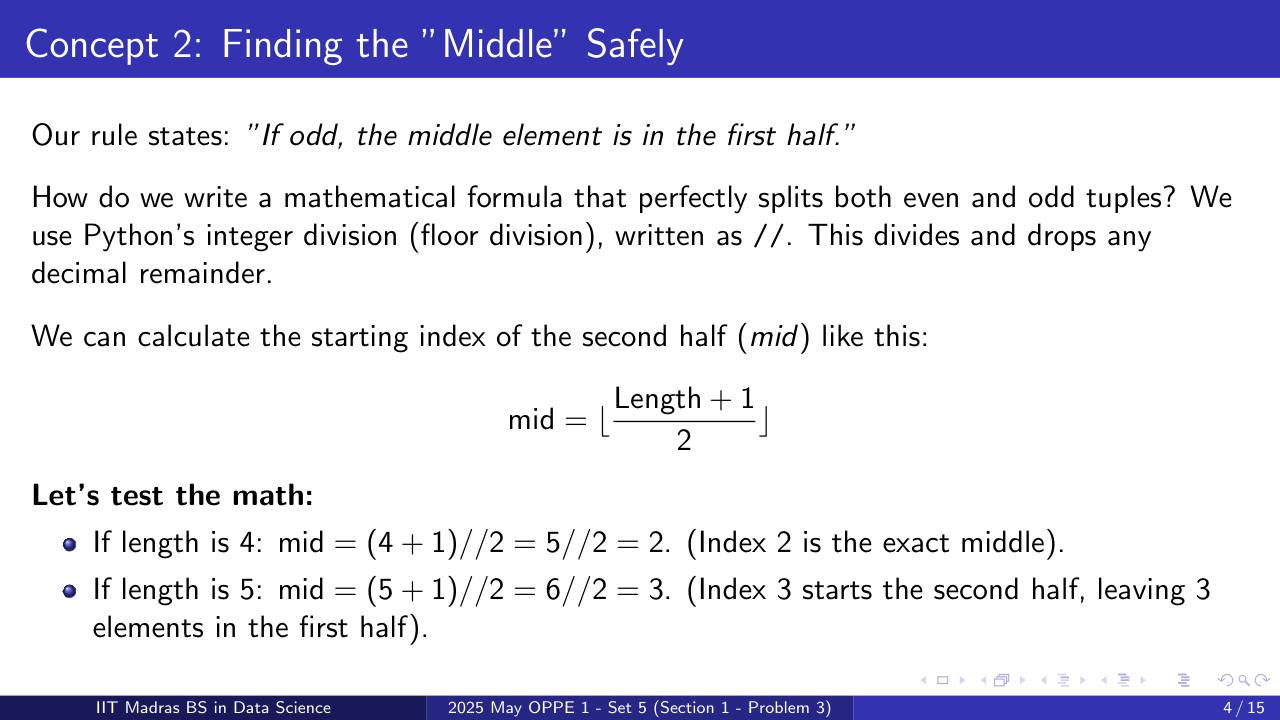 Concept 2: Finding the ”Middle” Safely
Our rule states: ”If odd, the middle element is in the first half.”
How do we write a mathematical formula that perfectly splits both even and odd tuples? We
use Python’s integer division (floor division), written as //. This divides and drops any
decimal remainder.
We can calculate the starting index of the second half (mid) like this:
mid = ⌊(Length + 1)/2⌋
Let’s test the math:
If length is 4: mid = (4 + 1)//2 = 5//2 = 2. (Index 2 is the exact middle).
If length is 5: mid = (5 + 1)//2 = 6//2 = 3. (Index 3 starts the second half, leaving 3
elements in the first half).
IIT Madras BS in Data Science
2025 May OPPE 1 - Set 5 (Section 1 - Problem 3)
4 / 15